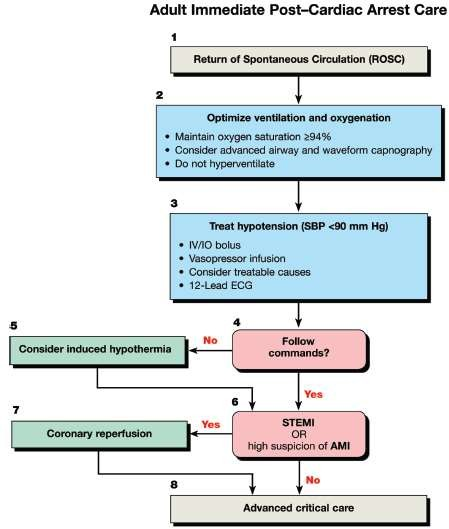 Adult Immediate Post–Cardiac Arrest Care
1
Return of Spontaneous Circulation (ROSC)
2
Optimize ventilation and oxygenation
• Maintain oxygen saturation ≥94%
• Consider advanced airway and waveform capnography
• Do not hyperventilate
3
Treat hypotension (SBP <90 mm Hg)
• IV/IO bolus
• Vasopressor infusion
• Consider treatable causes
• 12-Lead ECG
4
Follow
commands?
No
5
Consider induced hypothermia
Yes
6
STEMI
OR
high suspicion of AMI
Yes
7
Coronary reperfusion
No
8
Advanced critical care